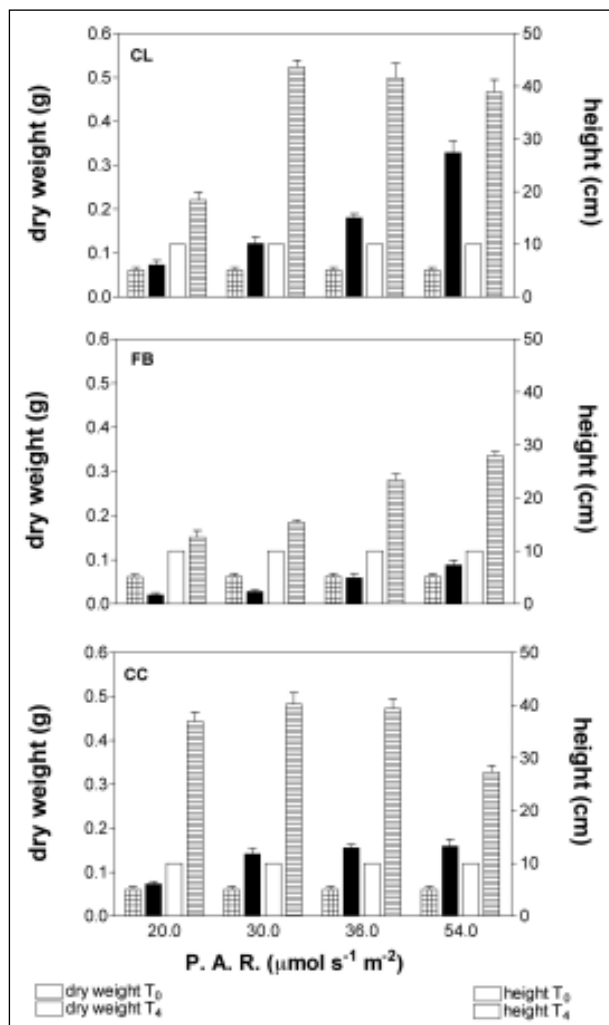 CL
dry weight (g)
0.6
0.5
0.4
0.3
0.2
0.1
0.0
50
40
30
20
10
0
height (cm)
FB
dry weight (g)
0.6
0.5
0.4
0.3
0.2
0.1
0.0
50
40
30
20
10
0
height (cm)
CC
dry weight (g)
0.6
0.5
0.4
0.3
0.2
0.1
0.0
50
40
30
20
10
0
height (cm)
20.0 30.0 36.0 54.0
P. A. R. (μmol s⁻¹ m⁻²)
dry weight T₀
dry weight T₄
height T₀
height T₄